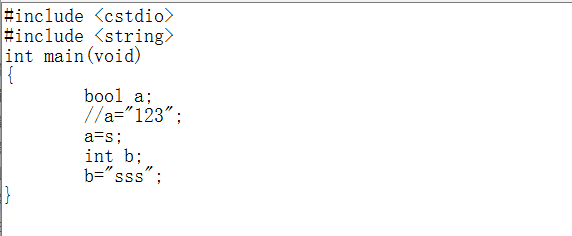 #include <cstdio>
#include <string>
int main(void)
{
bool a;
//a="123";
a=s;
int b;
b="sss";
}